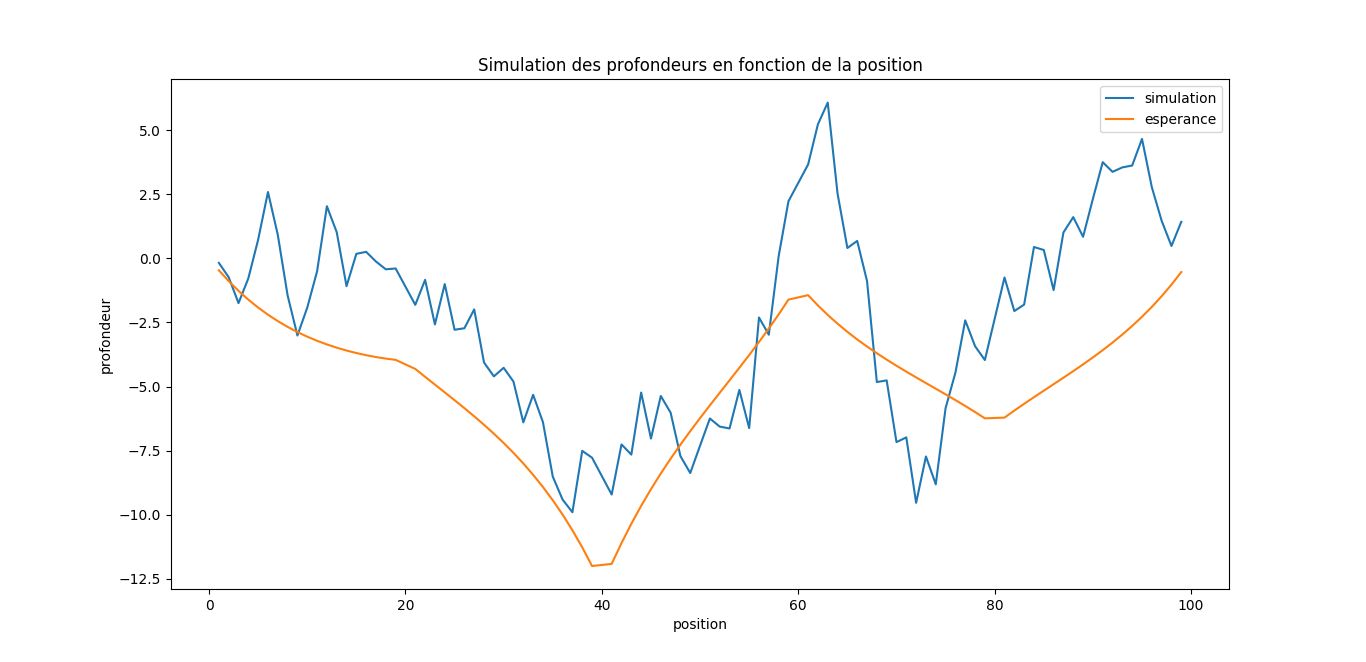 Simulation des profondeurs en fonction de la position
simulation
esperance
5.0
2.5
0.0
−2.5
−5.0
−7.5
−10.0
−12.5
profondeur
0
20
40
60
80
100
position